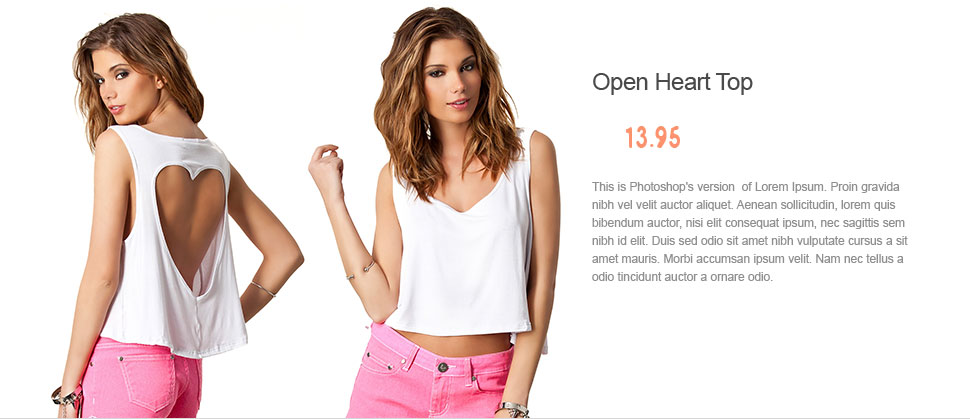 Open Heart Top
13.95
This is Photoshop's version  of Lorem Ipsum. Proin gravida
nibh vel velit auctor aliquet. Aenean sollicitudin, lorem quis
bibendum auctor, nisi elit consequat ipsum, nec sagittis sem
nibh id elit. Duis sed odio sit amet nibh vulputate cursus a sit
amet mauris. Morbi accumsan ipsum velit. Nam nec tellus a
odio tincidunt auctor a ornare odio.